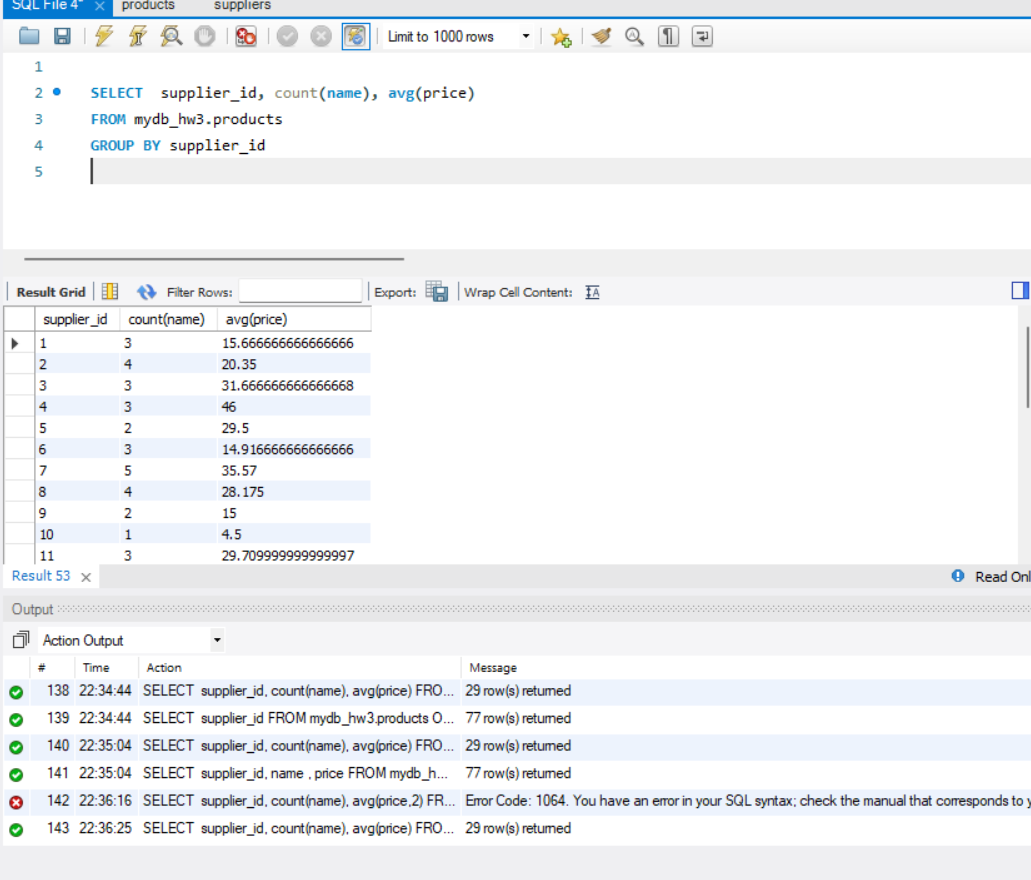 SQL File 4* × products suppliers
Limit to 1000 rows
1
2 SELECT supplier_id, count(name), avg(price)
3 FROM mydb_hw3.products
4 GROUP BY supplier_id
5
Result Grid Filter Rows: Export: Wrap Cell Content:
supplier_id count(name) avg(price)
1 3 15.666666666666666
2 4 20.35
3 3 31.666666666666668
4 3 46
5 2 29.5
6 3 14.916666666666666
7 5 35.57
8 4 28.175
9 2 15
10 1 4.5
11 3 29.709999999999997
Result 53 × Read Onl
Output
Action Output
# Time Action Message
138 22:34:44 SELECT supplier_id, count(name), avg(price) FRO... 29 row(s) returned
139 22:34:44 SELECT supplier_id FROM mydb_hw3.products O... 77 row(s) returned
140 22:35:04 SELECT supplier_id, count(name), avg(price) FRO... 29 row(s) returned
141 22:35:04 SELECT supplier_id, name , price FROM mydb_h... 77 row(s) returned
142 22:36:16 SELECT supplier_id, count(name), avg(price,2) FR... Error Code: 1064. You have an error in your SQL syntax; check the manual that corresponds to y
143 22:36:25 SELECT supplier_id, count(name), avg(price) FRO... 29 row(s) returned